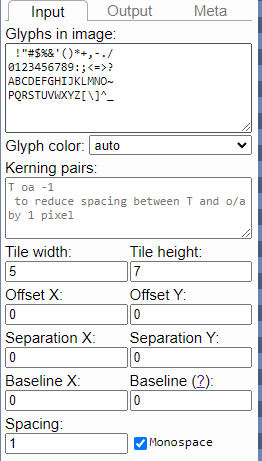 Input Output Meta
Glyphs in image:
 !"#$%&'()*+,-./
0123456789:;<=>?
ABCDEFGHIJKLMNO~
PQRSTUVWXYZ[\]^_
Glyph color: auto
Kerning pairs:
T oa -1
 to reduce spacing between T and o/a
by 1 pixel
Tile width: Tile height:
5 7
Offset X: Offset Y:
0 0
Separation X: Separation Y:
0 0
Baseline X: Baseline (?):
0 0
Spacing:
1 Monospace